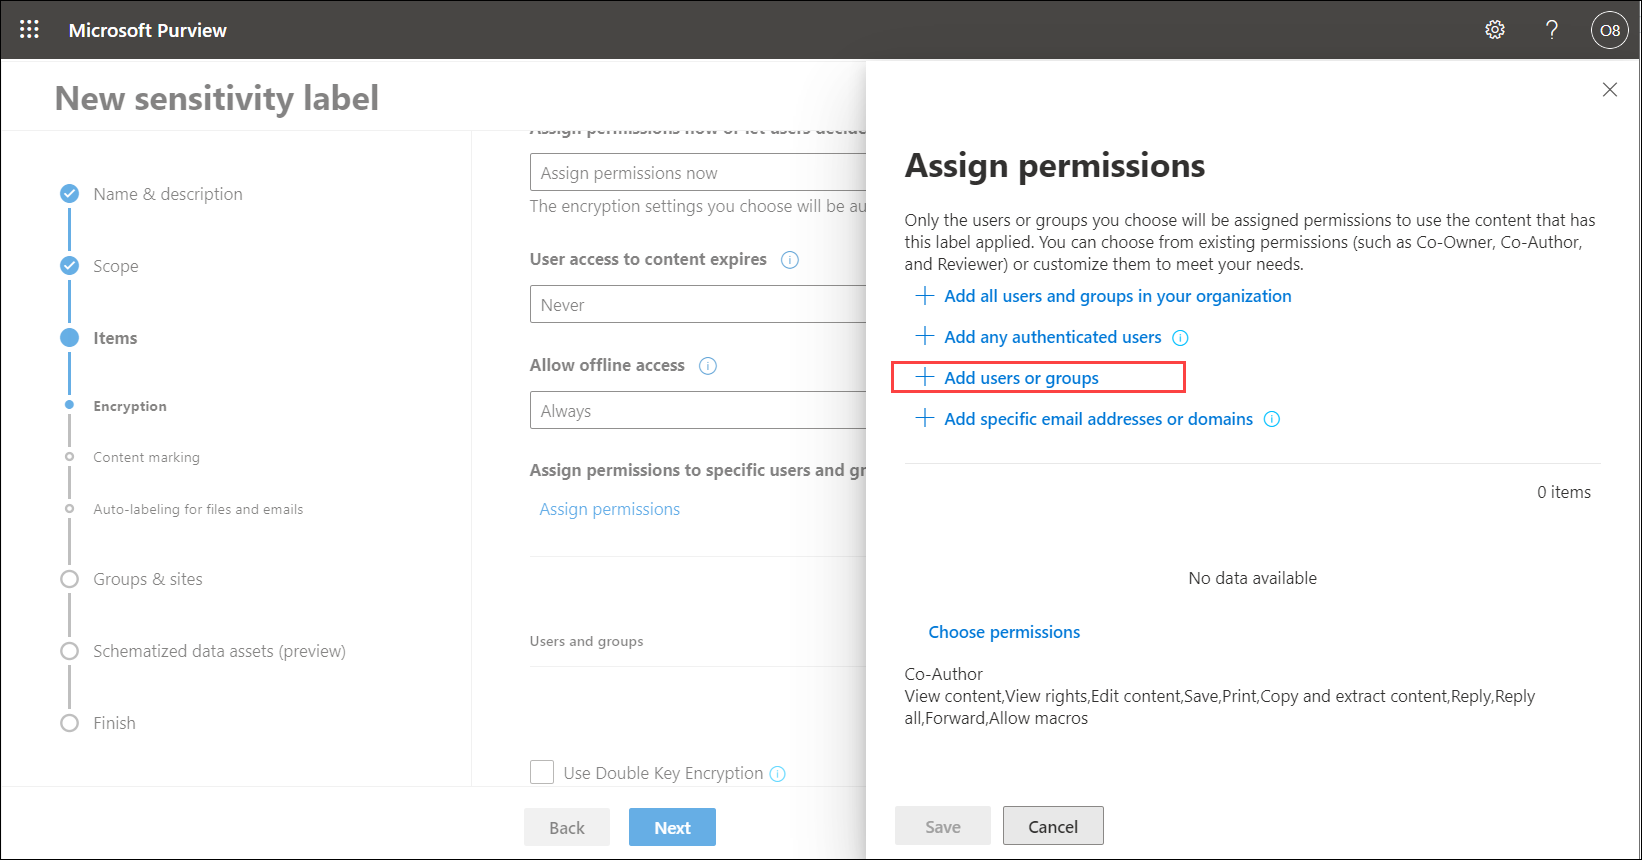 Microsoft Purview
?
O8
New sensitivity label
Name & description
Scope
Items
Encryption
Content marking
Auto-labeling for files and emails
Groups & sites
Schematized data assets (preview)
Finish
Assign permissions now or let users decide
Assign permissions now
The encryption settings you choose will be au
User access to content expires
Never
Allow offline access
Always
Assign permissions to specific users and gr
Assign permissions
Users and groups
Use Double Key Encryption
Back
Next
Assign permissions
Only the users or groups you choose will be assigned permissions to use the content that has
this label applied. You can choose from existing permissions (such as Co-Owner, Co-Author,
and Reviewer) or customize them to meet your needs.
Add all users and groups in your organization
Add any authenticated users
Add users or groups
Add specific email addresses or domains
0 items
No data available
Choose permissions
Co-Author
View content,View rights,Edit content,Save,Print,Copy and extract content,Reply,Reply
all,Forward,Allow macros
Save
Cancel